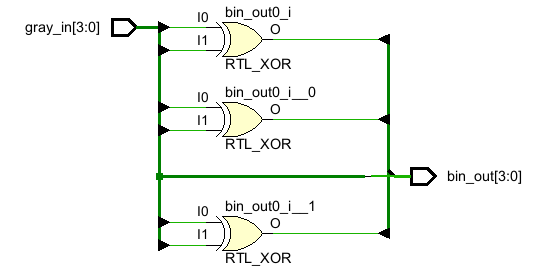 gray_in[3:0]
bin_out0_i
I0
O
I1
RTL_XOR
bin_out0_i__0
I0
O
I1
RTL_XOR
bin_out[3:0]
bin_out0_i__1
I0
O
I1
RTL_XOR